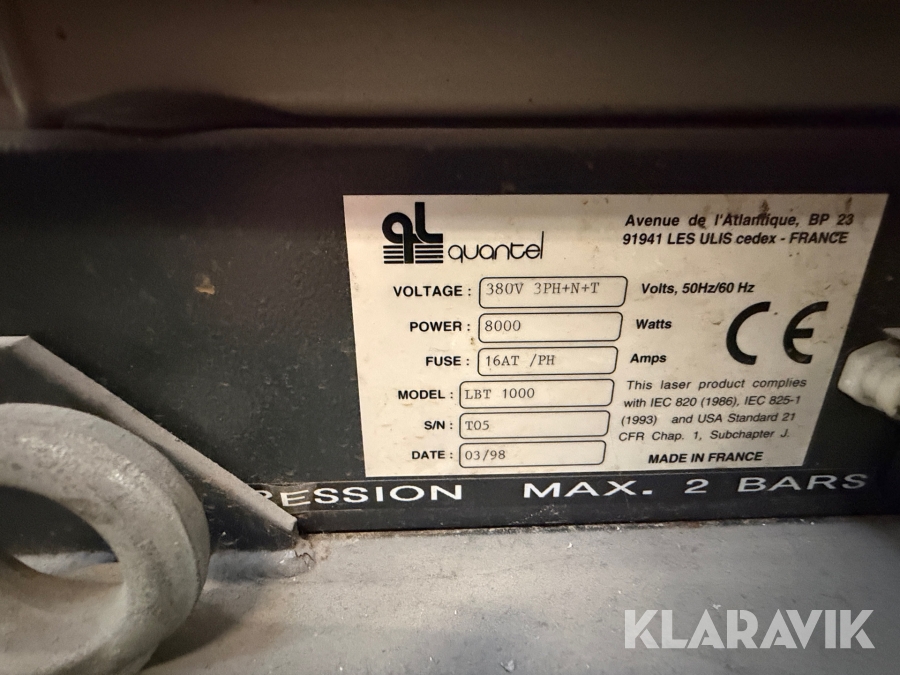 qL quantel
Avenue de l'Atlantique, BP 23
91941 LES ULIS cedex - FRANCE
VOLTAGE : 380V 3PH+N+T Volts, 50Hz/60 Hz
POWER : 8000 Watts
FUSE : 16AT /PH Amps
MODEL : LBT 1000
S/N : T05
DATE : 03/98
CE
This laser product complies
with IEC 820 (1986), IEC 825-1
(1993) and USA Standard 21
CFR Chap. 1, Subchapter J.
MADE IN FRANCE
RESSION MAX. 2 BARS
KLARAVIK